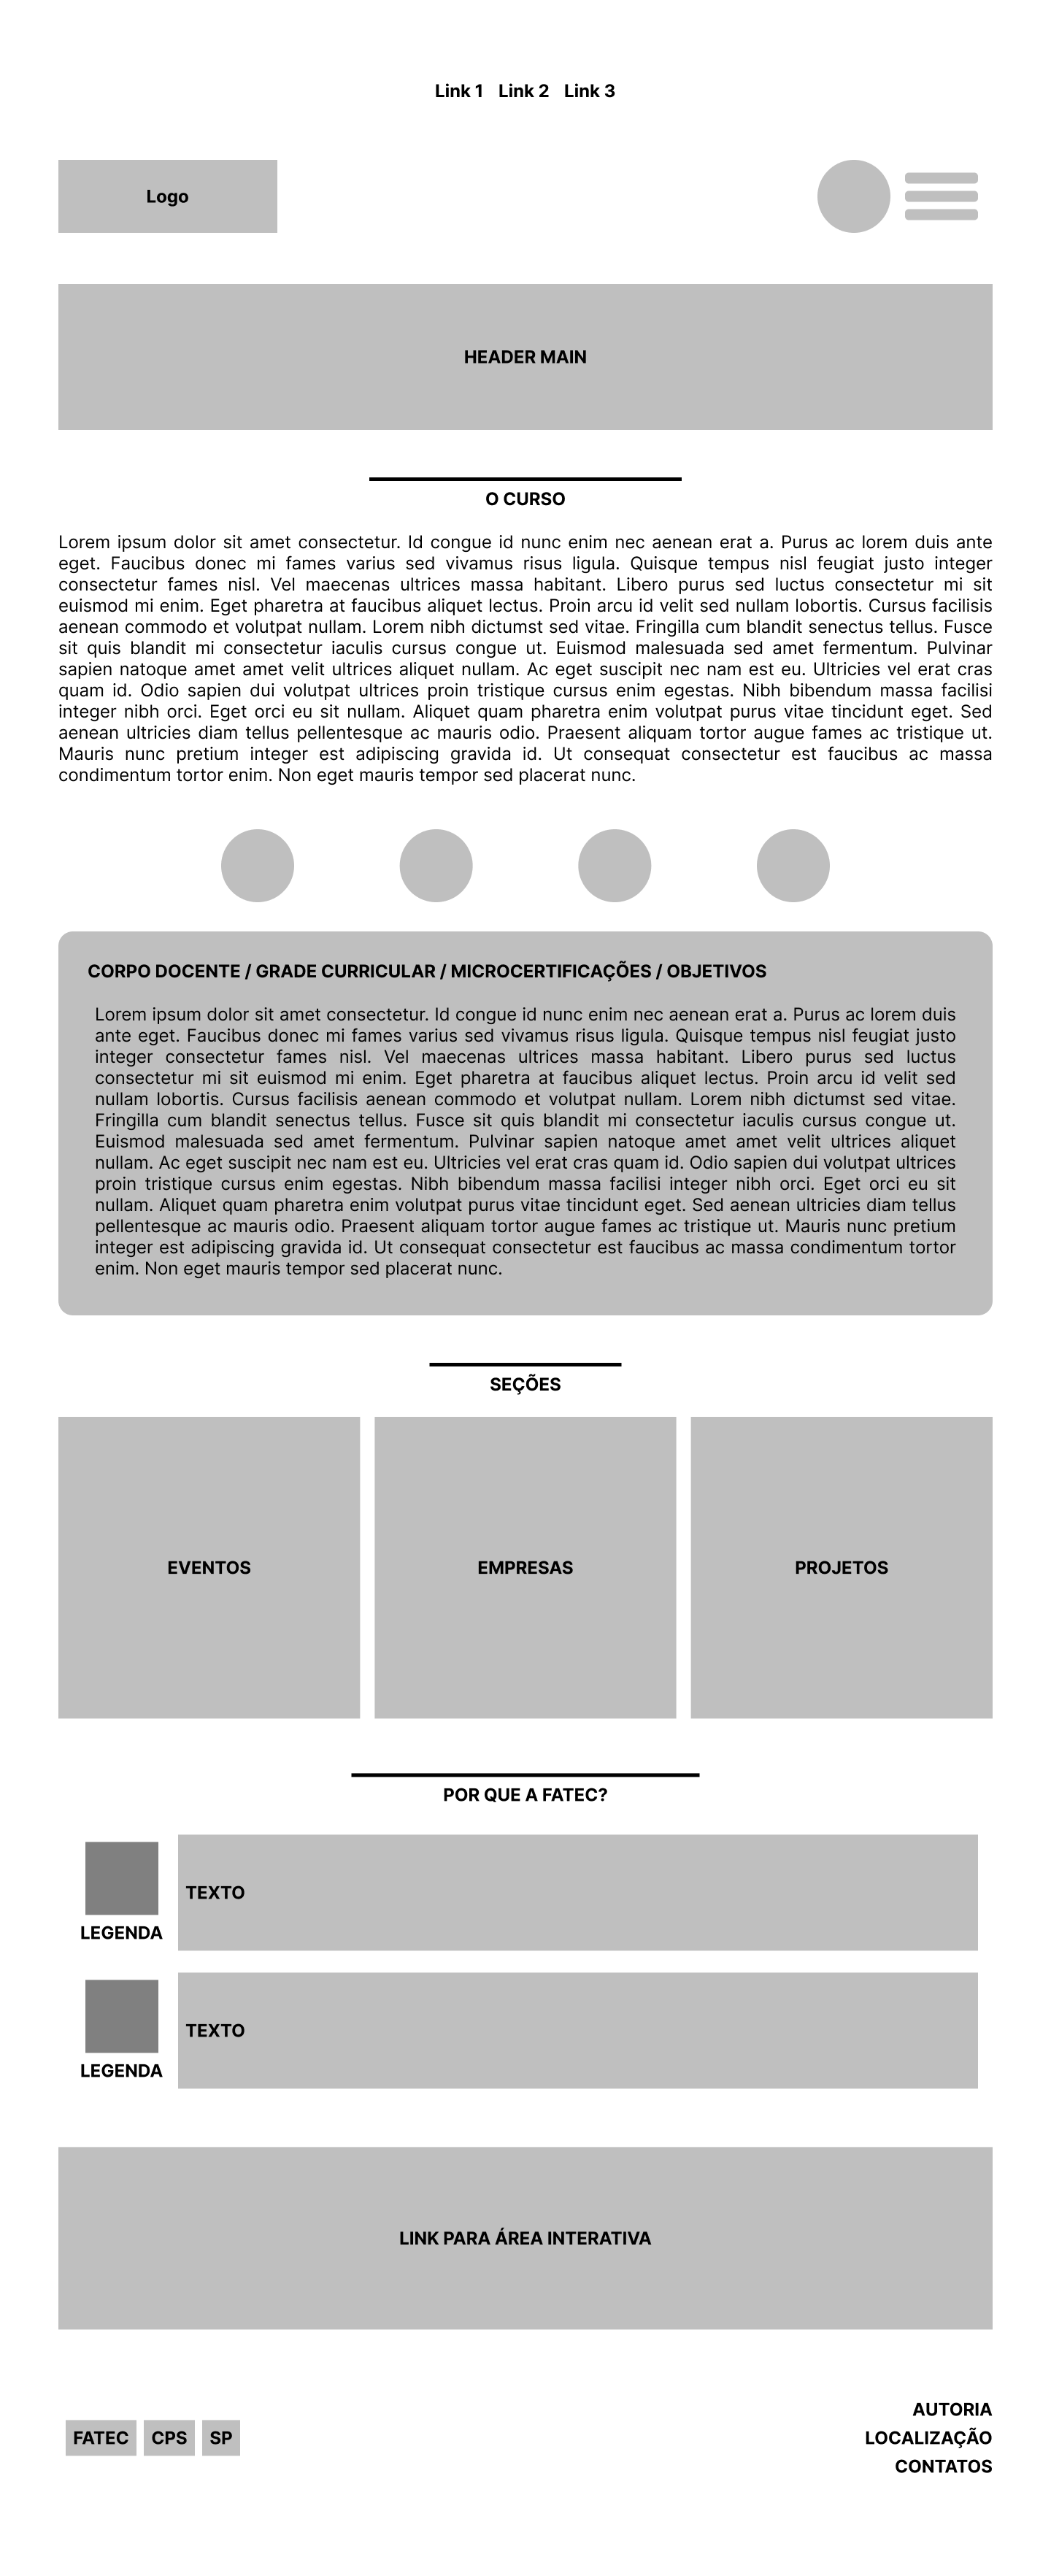 Link 1 Link 2 Link 3
Logo
HEADER MAIN
O CURSO
Lorem ipsum dolor sit amet consectetur. Id congue id nunc enim nec aenean erat a. Purus ac lorem duis ante
eget. Faucibus donec mi fames varius sed vivamus risus ligula. Quisque tempus nisl feugiat justo integer
consectetur fames nisl. Vel maecenas ultrices massa habitant. Libero purus sed luctus consectetur mi sit
euismod mi enim. Eget pharetra at faucibus aliquet lectus. Proin arcu id velit sed nullam lobortis. Cursus facilisis
aenean commodo et volutpat nullam. Lorem nibh dictumst sed vitae. Fringilla cum blandit senectus tellus. Fusce
sit quis blandit mi consectetur iaculis cursus congue ut. Euismod malesuada sed amet fermentum. Pulvinar
sapien natoque amet amet velit ultrices aliquet nullam. Ac eget suscipit nec nam est eu. Ultricies vel erat cras
quam id. Odio sapien dui volutpat ultrices proin tristique cursus enim egestas. Nibh bibendum massa facilisi
integer nibh orci. Eget orci eu sit nullam. Aliquet quam pharetra enim volutpat purus vitae tincidunt eget. Sed
aenean ultricies diam tellus pellentesque ac mauris odio. Praesent aliquam tortor augue fames ac tristique ut.
Mauris nunc pretium integer est adipiscing gravida id. Ut consequat consectetur est faucibus ac massa
condimentum tortor enim. Non eget mauris tempor sed placerat nunc.
CORPO DOCENTE / GRADE CURRICULAR / MICROCERTIFICAÇÕES / OBJETIVOS
Lorem ipsum dolor sit amet consectetur. Id congue id nunc enim nec aenean erat a. Purus ac lorem duis
ante eget. Faucibus donec mi fames varius sed vivamus risus ligula. Quisque tempus nisl feugiat justo
integer consectetur fames nisl. Vel maecenas ultrices massa habitant. Libero purus sed luctus
consectetur mi sit euismod mi enim. Eget pharetra at faucibus aliquet lectus. Proin arcu id velit sed
nullam lobortis. Cursus facilisis aenean commodo et volutpat nullam. Lorem nibh dictumst sed vitae.
Fringilla cum blandit senectus tellus. Fusce sit quis blandit mi consectetur iaculis cursus congue ut.
Euismod malesuada sed amet fermentum. Pulvinar sapien natoque amet amet velit ultrices aliquet
nullam. Ac eget suscipit nec nam est eu. Ultricies vel erat cras quam id. Odio sapien dui volutpat ultrices
proin tristique cursus enim egestas. Nibh bibendum massa facilisi integer nibh orci. Eget orci eu sit
nullam. Aliquet quam pharetra enim volutpat purus vitae tincidunt eget. Sed aenean ultricies diam tellus
pellentesque ac mauris odio. Praesent aliquam tortor augue fames ac tristique ut. Mauris nunc pretium
integer est adipiscing gravida id. Ut consequat consectetur est faucibus ac massa condimentum tortor
enim. Non eget mauris tempor sed placerat nunc.
SEÇÕES
EVENTOS
EMPRESAS
PROJETOS
POR QUE A FATEC?
TEXTO
LEGENDA
TEXTO
LEGENDA
LINK PARA ÁREA INTERATIVA
FATEC CPS SP
AUTORIA
LOCALIZAÇÃO
CONTATOS